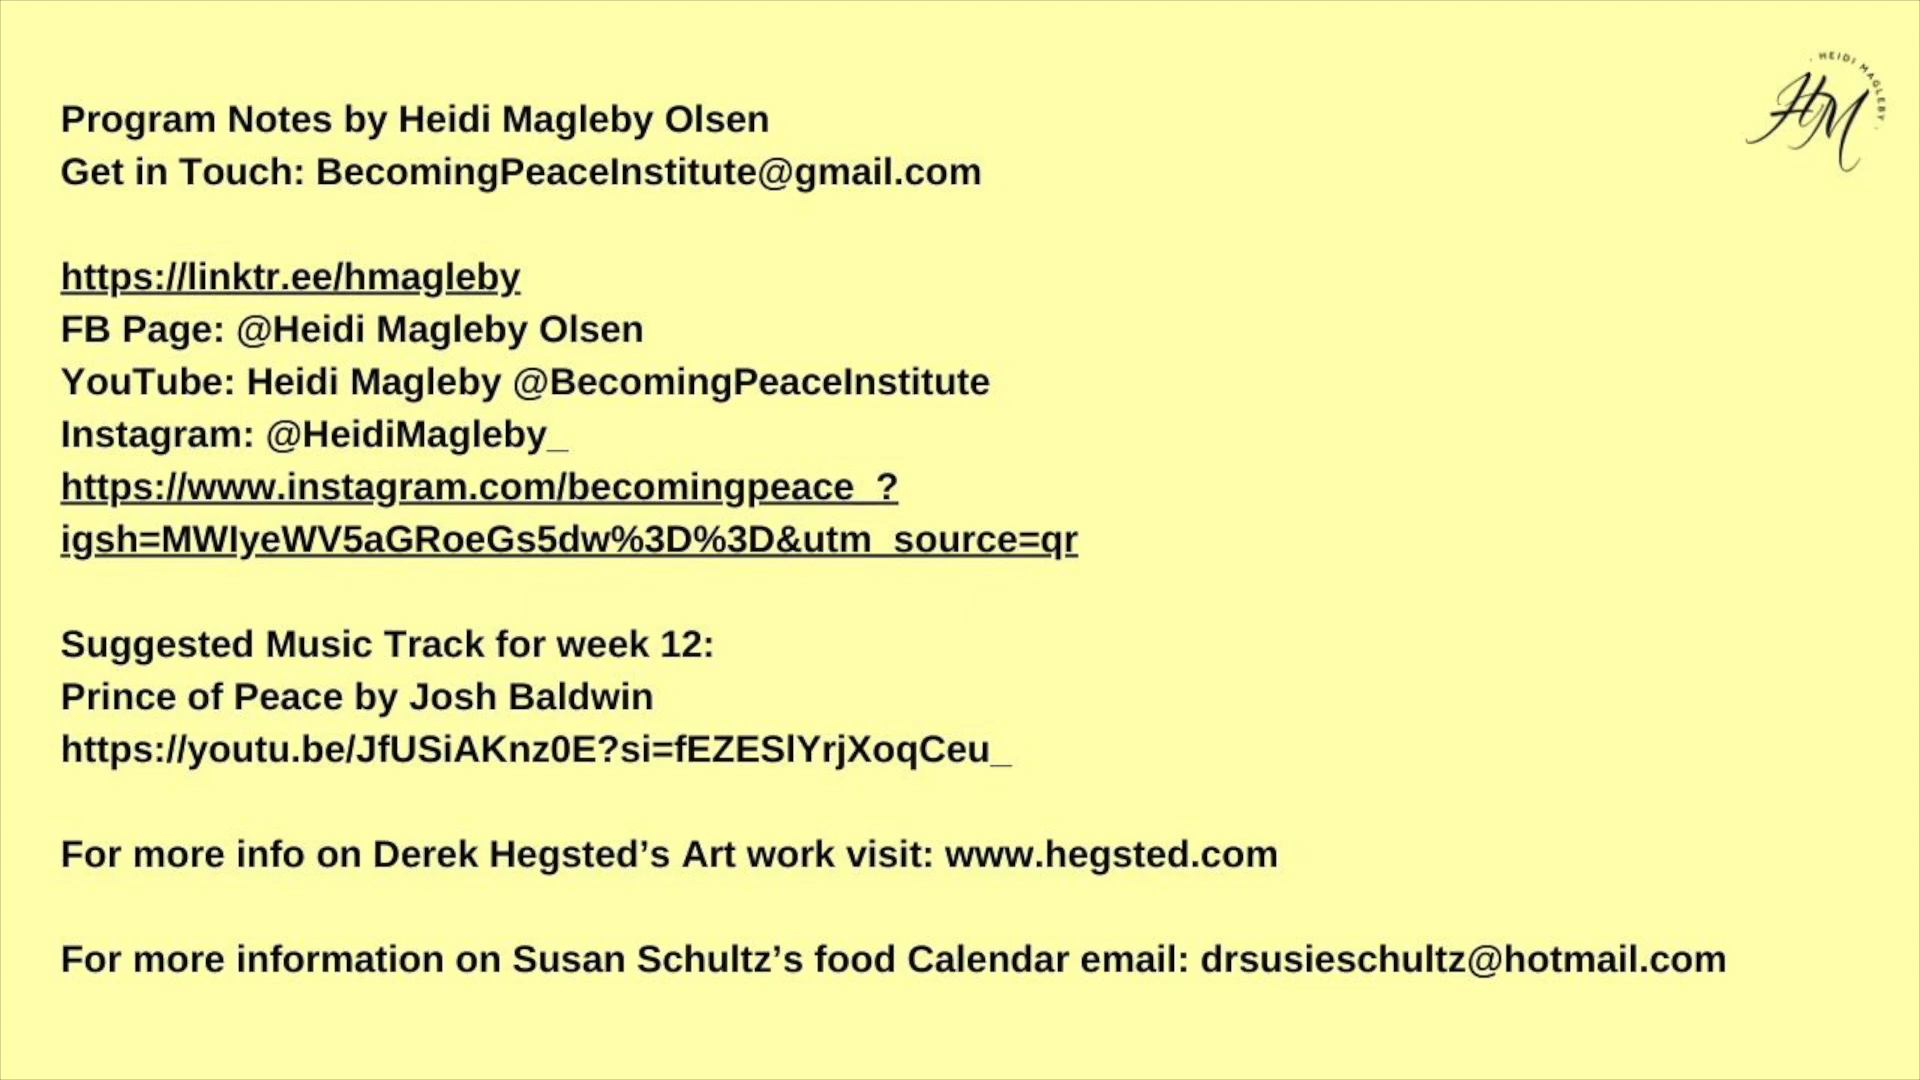 · HEIDI MAGLEBY ·
HM
Program Notes by Heidi Magleby Olsen
Get in Touch: BecomingPeaceInstitute@gmail.com
https://linktr.ee/hmagleby
FB Page: @Heidi Magleby Olsen
YouTube: Heidi Magleby @BecomingPeaceInstitute
Instagram: @HeidiMagleby_
https://www.instagram.com/becomingpeace_?
igsh=MWIyeWV5aGRoeGs5dw%3D%3D&utm_source=qr
Suggested Music Track for week 12:
Prince of Peace by Josh Baldwin
https://youtu.be/JfUSiAKnz0E?si=fEZESlYrjXoqCeu_
For more info on Derek Hegsted’s Art work visit: www.hegsted.com
For more information on Susan Schultz’s food Calendar email: drsusieschultz@hotmail.com